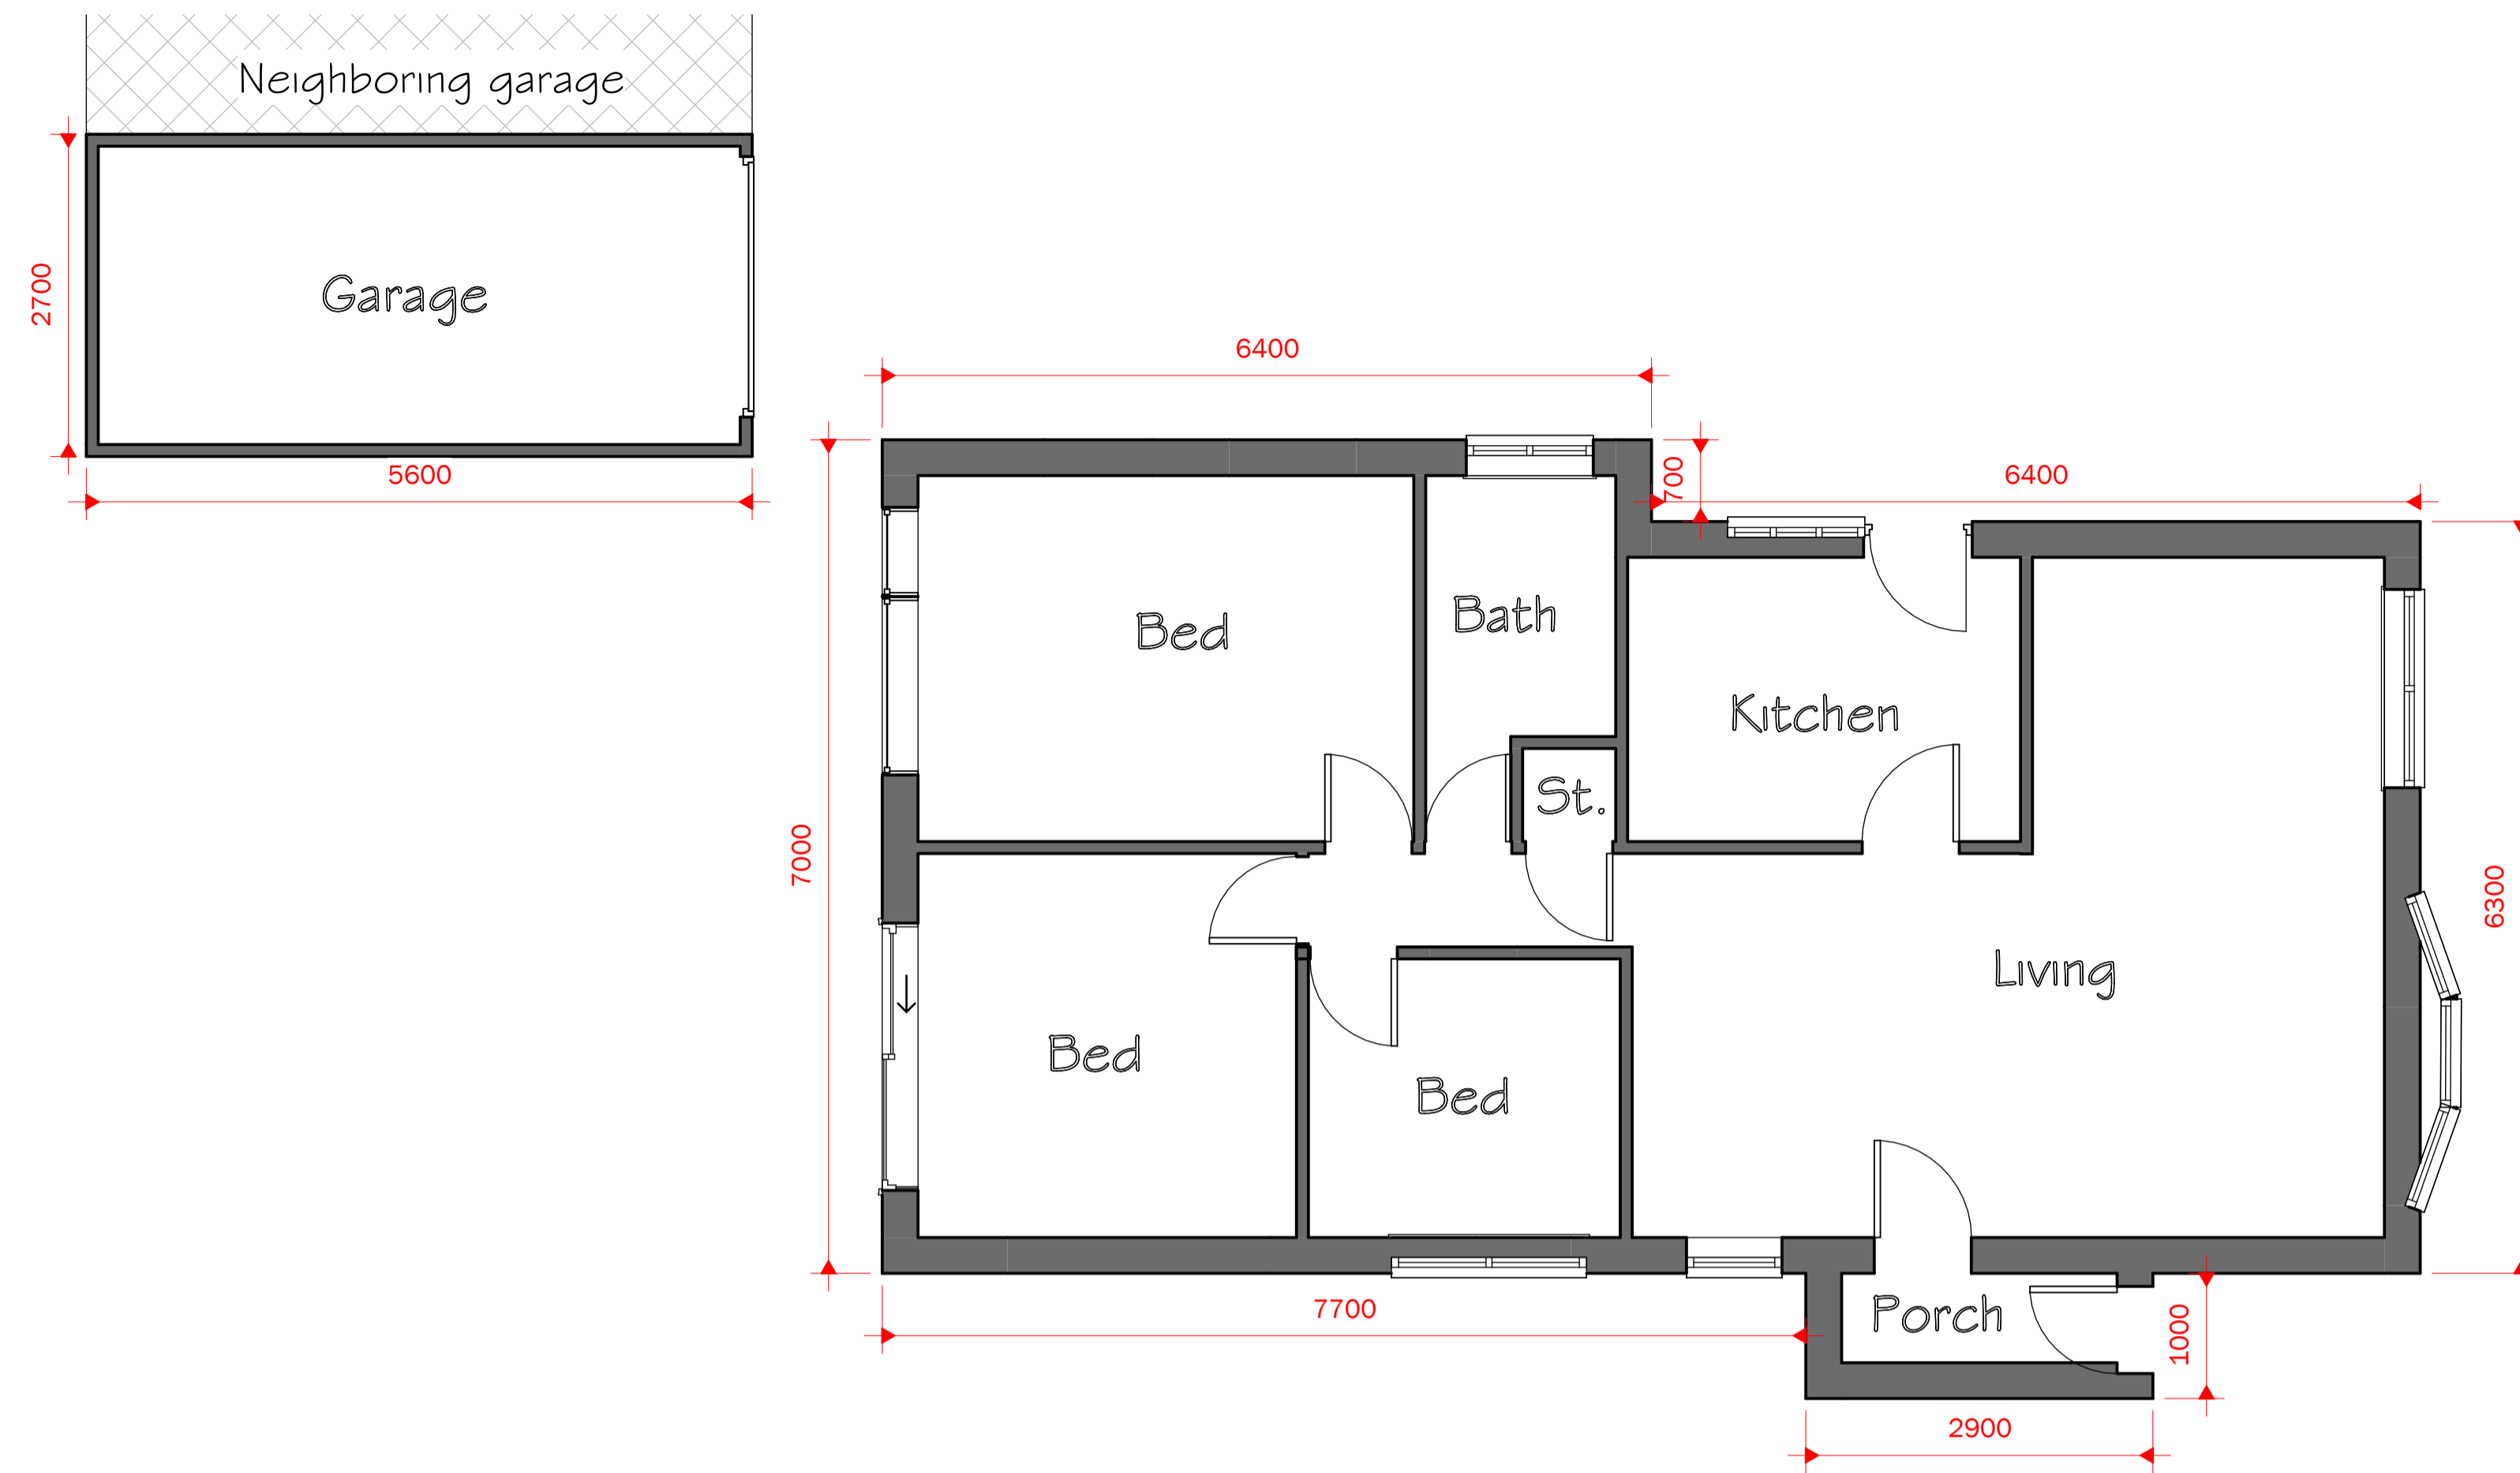 Neighboring garage
2700
Garage
5600
6400
700
6400
7000
Bed
Bath
Kitchen
St.
Living
6300
Bed
Bed
7700
Porch
1000
2900